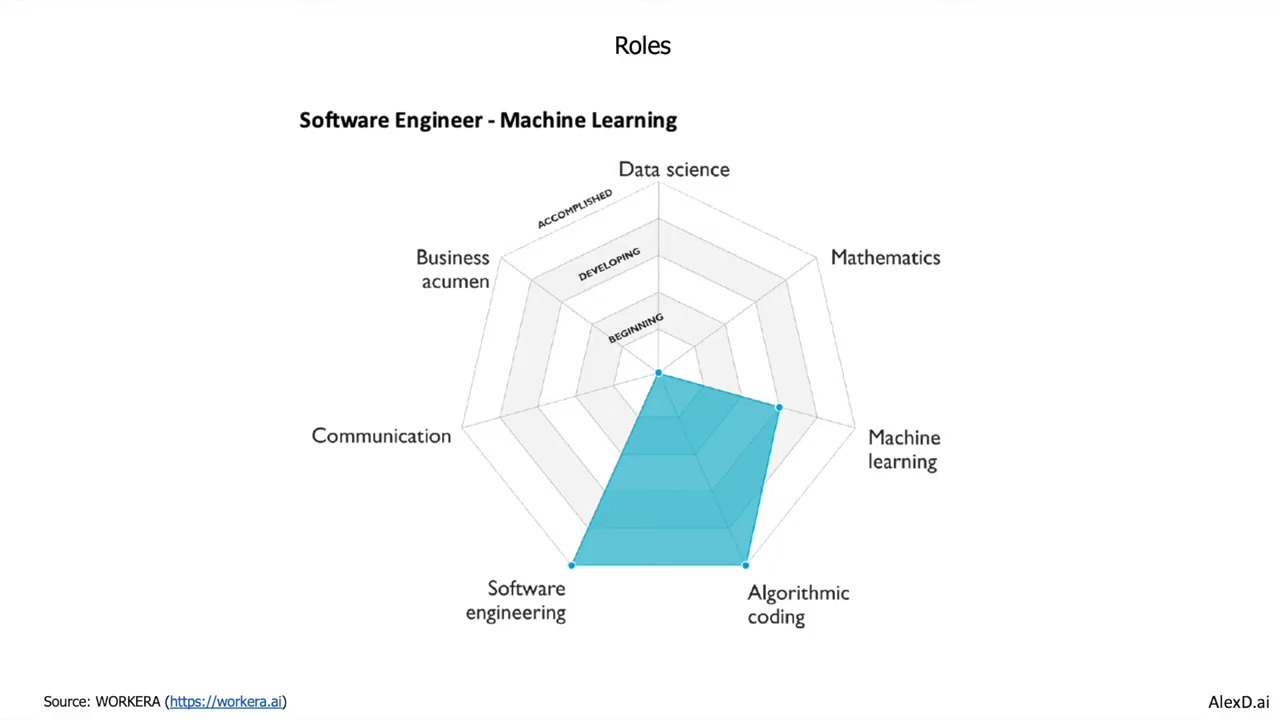 Roles
Software Engineer - Machine Learning
Data science
ACCOMPLISHED
DEVELOPING
BEGINNING
Business
acumen
Mathematics
Communication
Machine
learning
Software
engineering
Algorithmic
coding
Source: WORKERA (https://workera.ai)
AlexD.ai